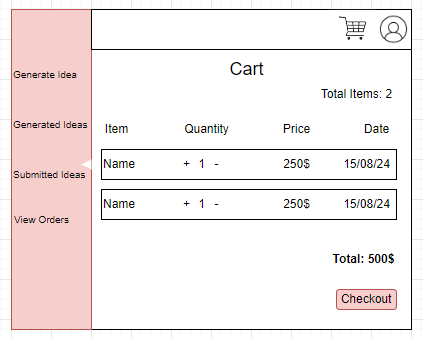 Cart
Total Items: 2
Generate Idea
Generated Ideas
Submitted Ideas
View Orders
Item Quantity Price Date
Name + 1 - 250$ 15/08/24
Name + 1 - 250$ 15/08/24
Total: 500$
Checkout